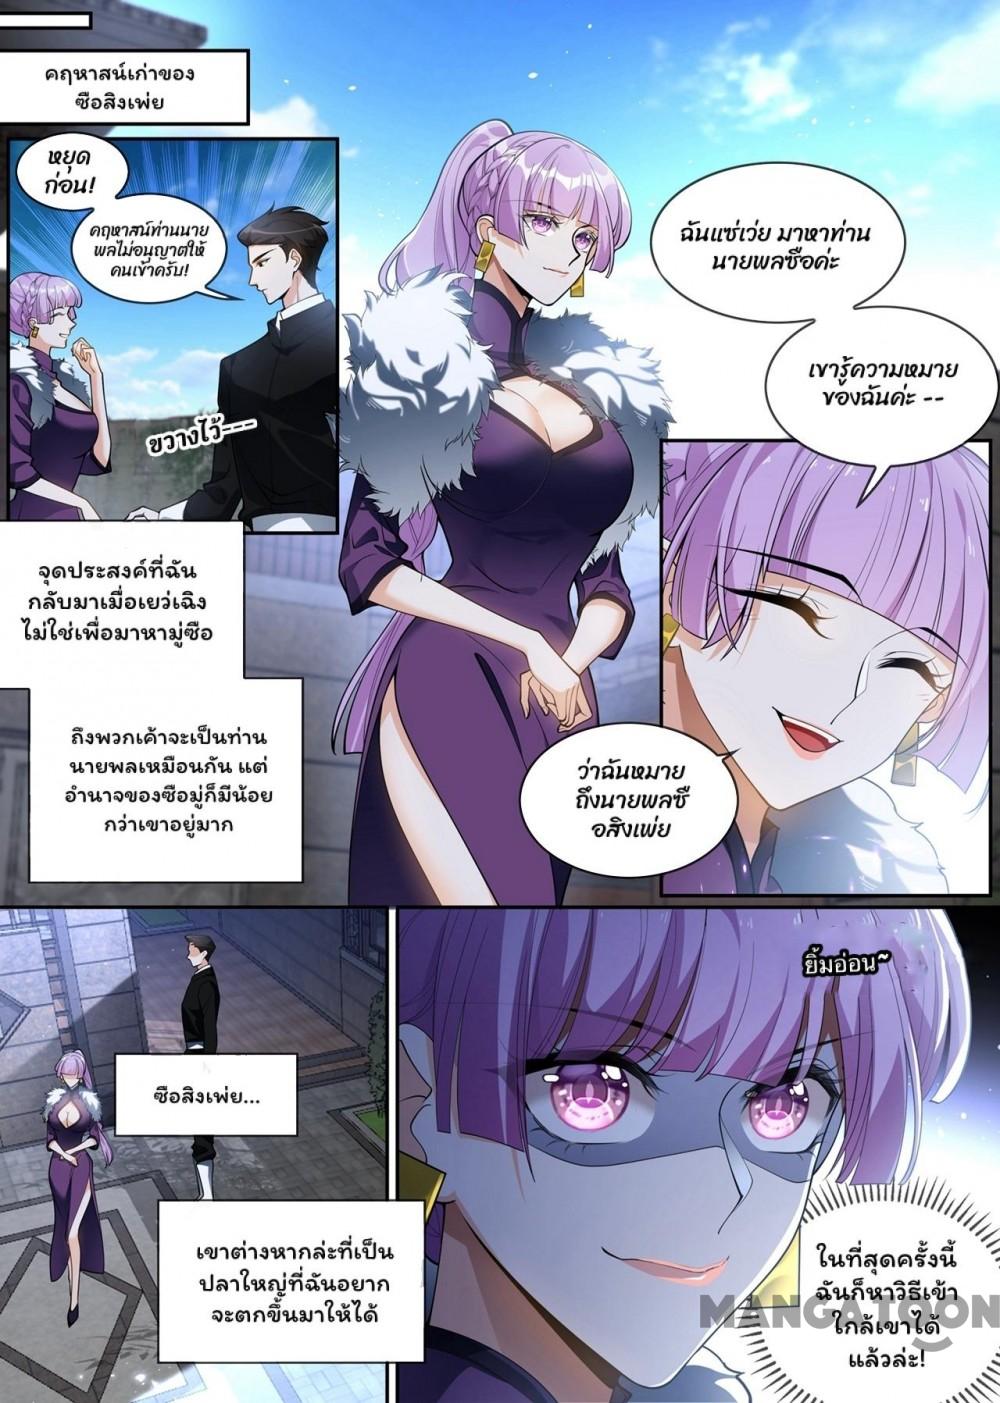 คฤหาสน์เก่าของ
ซือสิงเพ่ย
หยุด
ก่อน!
คฤหาสน์ท่านนาย
พลไม่อนุญาตให้
คนเข้าครับ!
ขวางไว้---
ฉันแซ่เว่ย มาหาท่าน
นายพลซือค่ะ
เขารู้ความหมาย
ของฉันค่ะ --
จุดประสงค์ที่ฉัน
กลับมาเมื่อเยว่เฉิง
ไม่ใช่เพื่อมาหามู่ซือ
ถึงพวกเค้าจะเป็นท่าน
นายพลเหมือนกัน แต่
อำนาจของซือมู่ก็มีน้อย
กว่าเขาอยู่มาก
ว่าฉันหมาย
ถึงนายพลซื
อสิงเพ่ย
ยิ้มอ่อน~
ซือสิงเพ่ย...
เขาต่างหากล่ะที่เป็น
ปลาใหญ่ที่ฉันอยาก
จะตกขึ้นมาให้ได้
ในที่สุดครั้งนี้
ฉันก็หาวิธีเข้า
ใกล้เขาได้
แล้วล่ะ!
MANGATOON